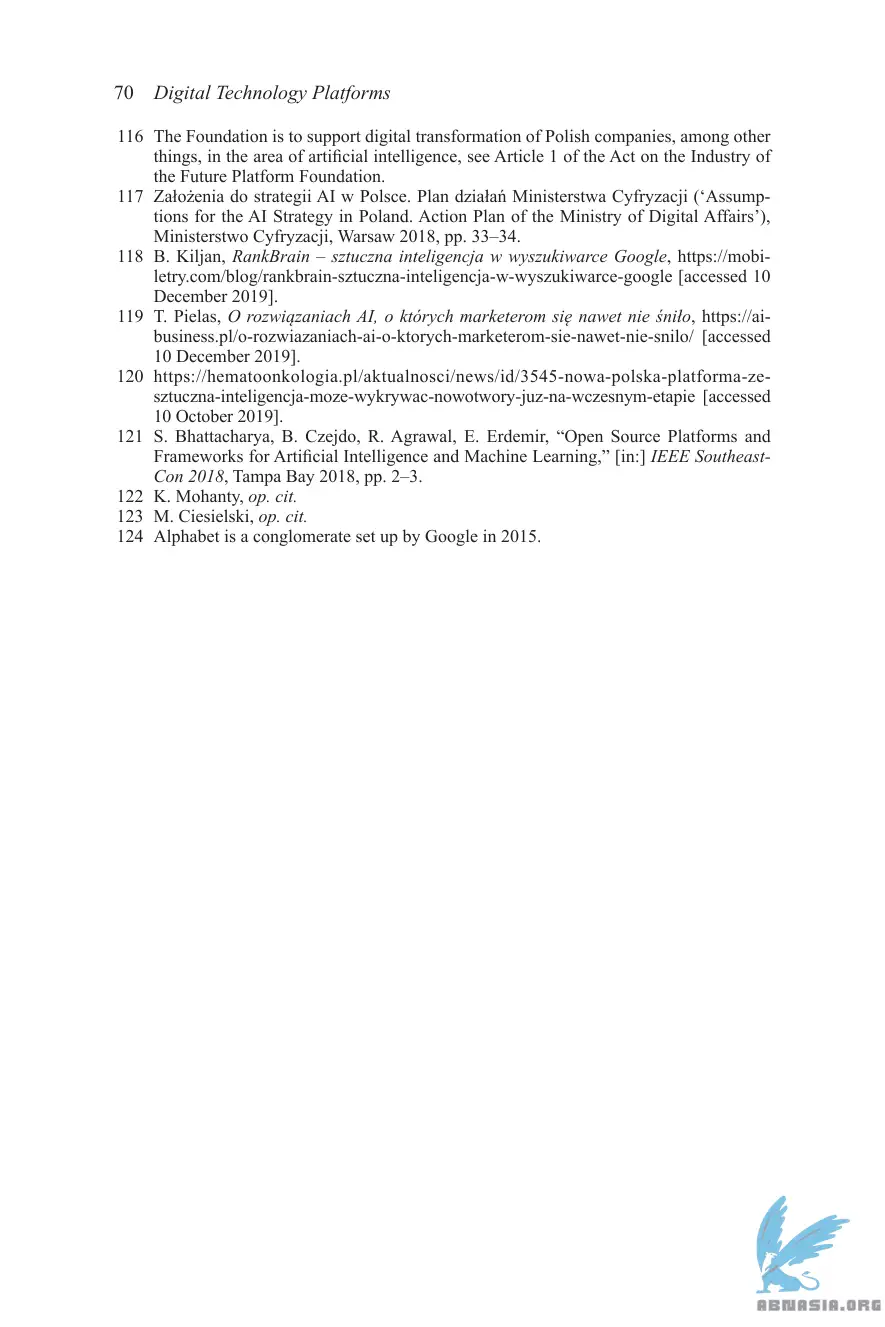 70 Digital Technology Platforms
116 The Foundation is to support digital transformation of Polish companies, among other
things, in the area of artificial intelligence, see Article 1 of the Act on the Industry of
the Future Platform Foundation.
117 Założenia do strategii AI w Polsce. Plan działań Ministerstwa Cyfryzacji (‘Assump-
tions for the AI Strategy in Poland. Action Plan of the Ministry of Digital Affairs’),
Ministerstwo Cyfryzacji, Warsaw 2018, pp. 33–34.
118 B. Kiljan, RankBrain – sztuczna inteligencja w wyszukiwarce Google, https://mobi-
letry.com/blog/rankbrain-sztuczna-inteligencja-w-wyszukiwarce-google [accessed 10
December 2019].
119 T. Pielas, O rozwiązaniach AI, o których marketerom się nawet nie śniło, https://ai-
business.pl/o-rozwiazaniach-ai-o-ktorych-marketerom-sie-nawet-nie-snilo/ [accessed
10 December 2019].
120 https://hematoonkologia.pl/aktualnosci/news/id/3545-nowa-polska-platforma-ze-
sztuczna-inteligencja-moze-wykrywac-nowotwory-juz-na-wczesnym-etapie [accessed
10 October 2019].
121 S. Bhattacharya, B. Czejdo, R. Agrawal, E. Erdemir, “Open Source Platforms and
Frameworks for Artificial Intelligence and Machine Learning,” [in:] IEEE Southeast-
Con 2018, Tampa Bay 2018, pp. 2–3.
122 K. Mohanty, op. cit.
123 M. Ciesielski, op. cit.
124 Alphabet is a conglomerate set up by Google in 2015.
ABNASIA.ORG